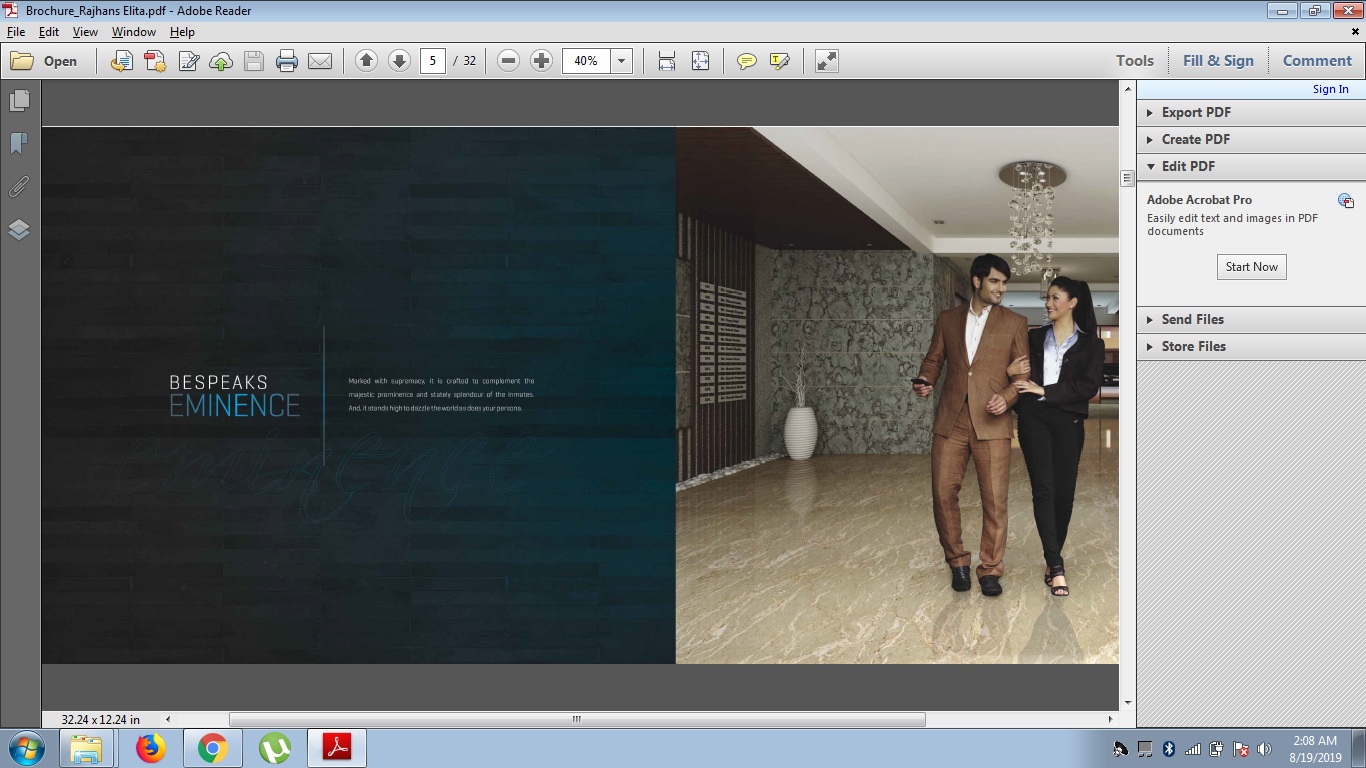 Brochure_Rajhans Elita.pdf - Adobe Reader
File Edit View Window Help
Open 5 / 32 40% Tools Fill & Sign Comment
Sign In
Export PDF
Create PDF
Edit PDF
Adobe Acrobat Pro
Easily edit text and images in PDF
documents
Start Now
Send Files
Store Files
BESPEAKS
EMINENCE
Marked with supremacy, it is crafted to complement the
majestic prominence and stately splendour of the inmates.
And, it stands high to dazzle the world as does your persona.
eminence
32.24 x 12.24 in
2:08 AM
8/19/2019